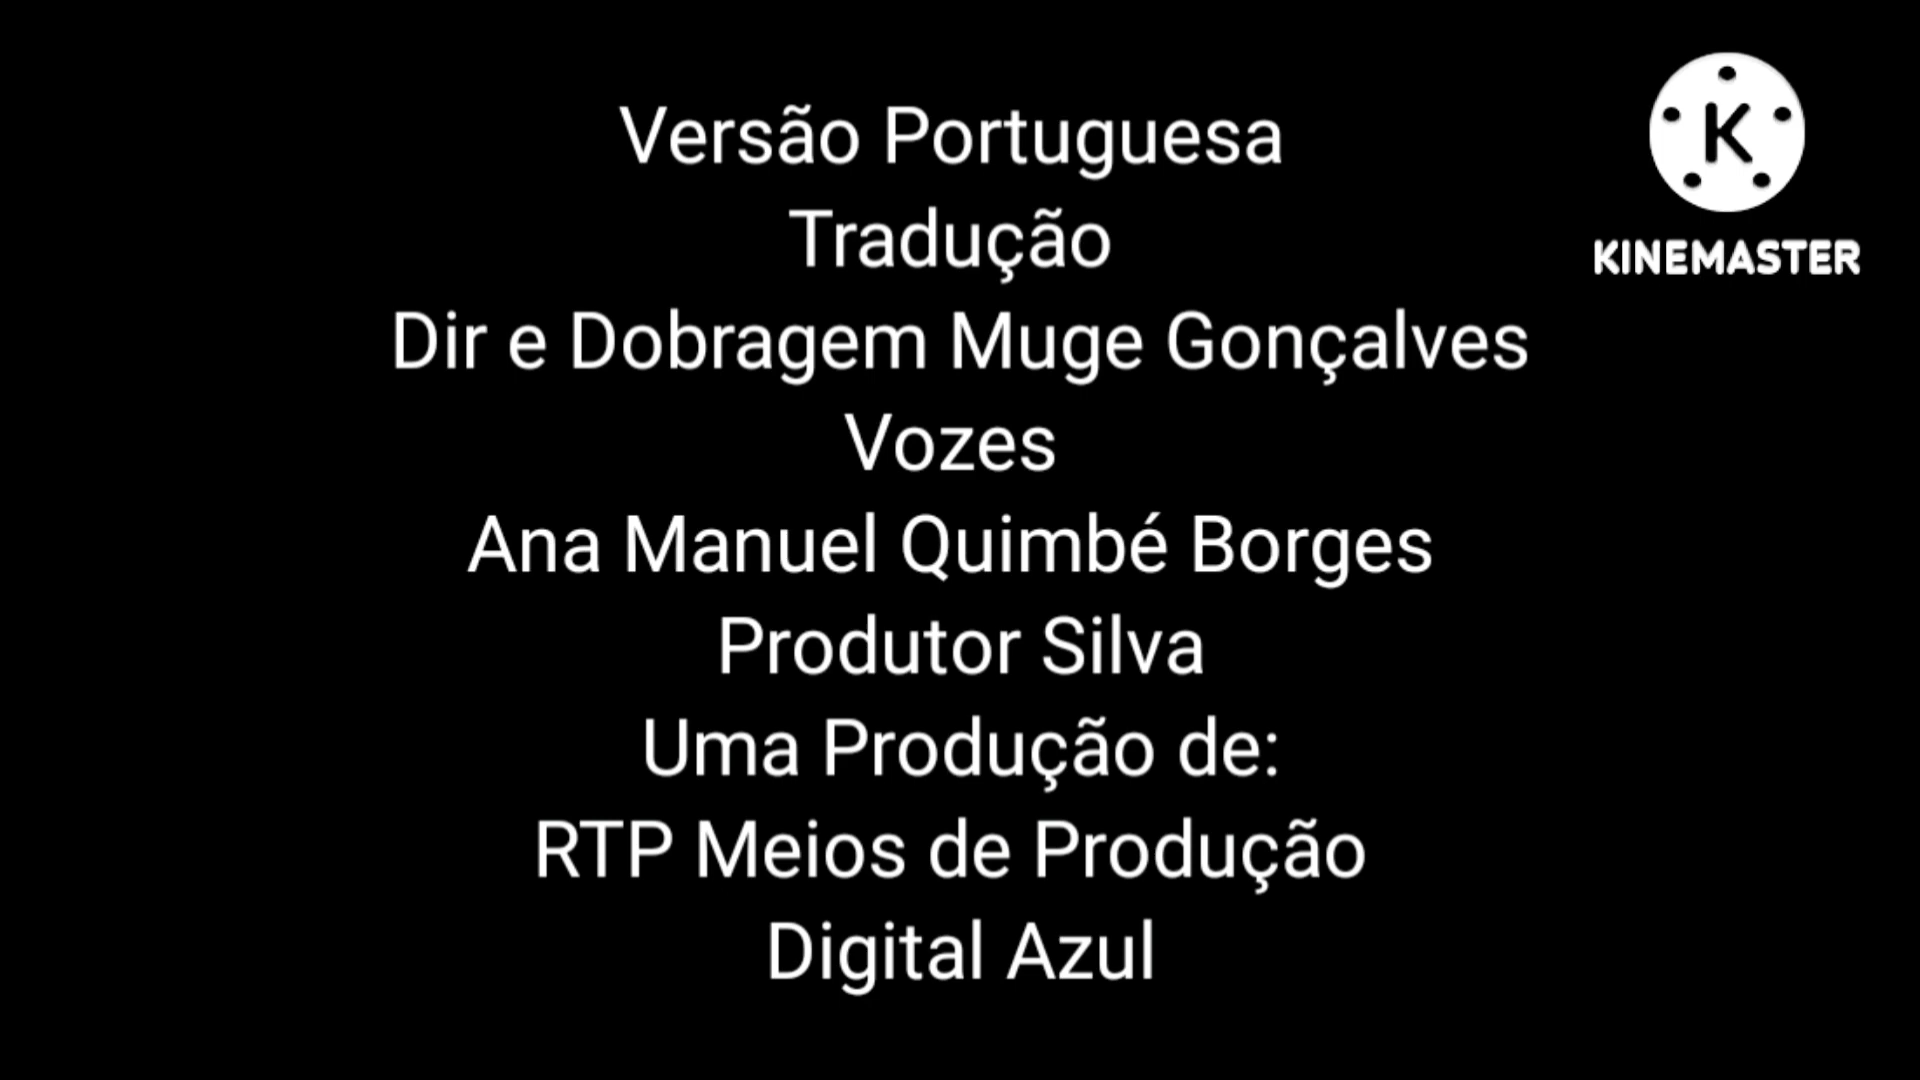 Versão Portuguesa
Tradução
Dir e Dobragem Muge Gonçalves
Vozes
Ana Manuel Quimbé Borges
Produtor Silva
Uma Produção de:
RTP Meios de Produção
Digital Azul
K
KINEMASTER